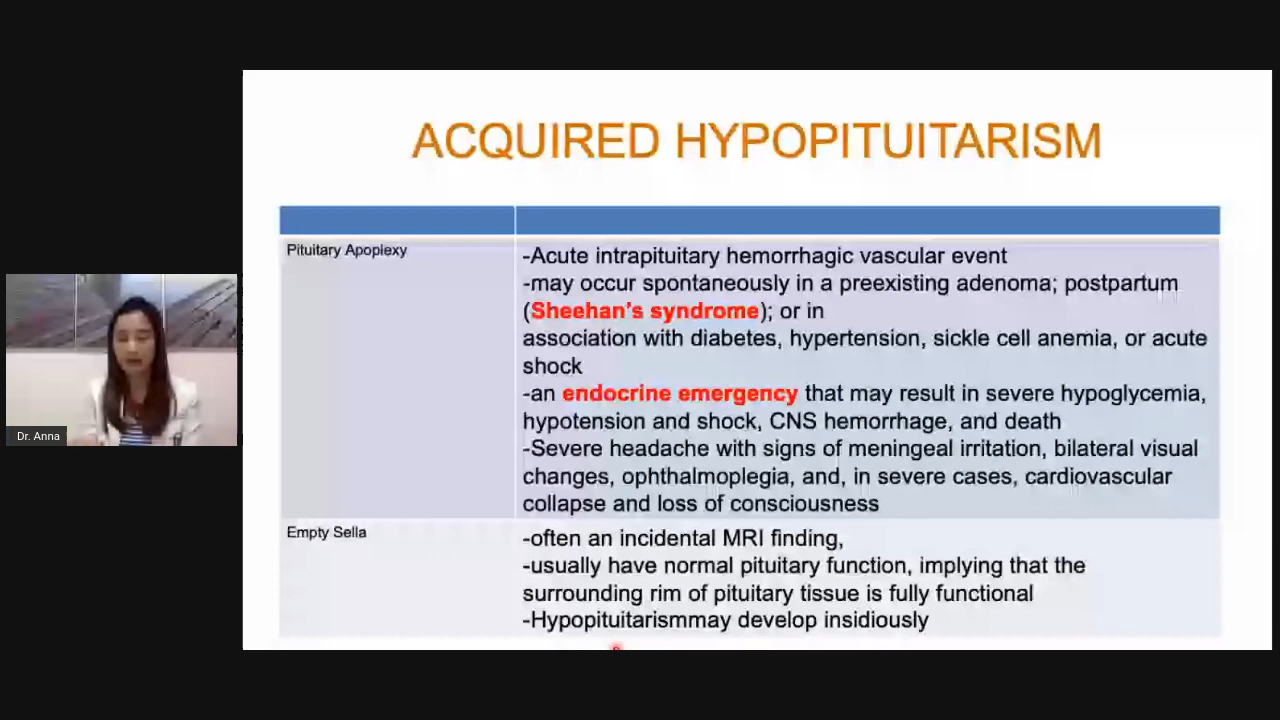 ACQUIRED HYPOPITUITARISM
Pituitary Apoplexy
-Acute intrapituitary hemorrhagic vascular event
-may occur spontaneously in a preexisting adenoma; postpartum
(Sheehan's syndrome); or in
association with diabetes, hypertension, sickle cell anemia, or acute
shock
-an endocrine emergency that may result in severe hypoglycemia,
hypotension and shock, CNS hemorrhage, and death
-Severe headache with signs of meningeal irritation, bilateral visual
changes, ophthalmoplegia, and, in severe cases, cardiovascular
collapse and loss of consciousness
Empty Sella
-often an incidental MRI finding,
-usually have normal pituitary function, implying that the
surrounding rim of pituitary tissue is fully functional
-Hypopituitarismmay develop insidiously
Dr. Anna